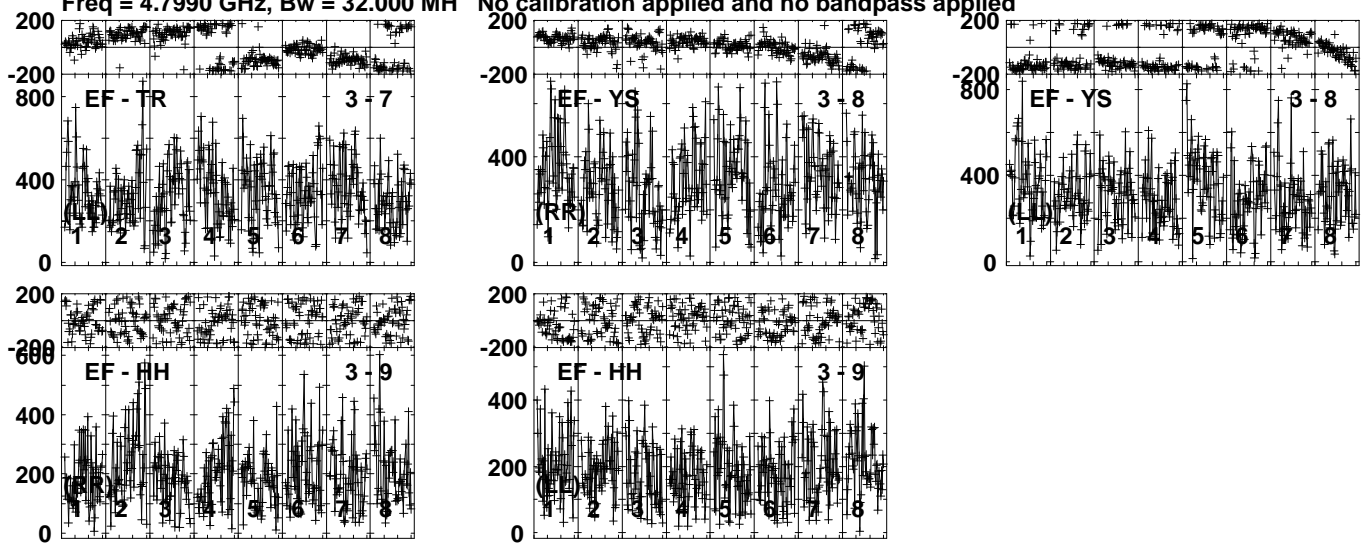 Freq = 4.7990 GHz, Bw = 32.000 MH No calibration applied and no bandpass applied
200
-200
800
400
0
EF - TR 3 - 7
(LL)
1 2 3 4 5 6 7 8
200
-200
400
0
EF - YS 3 - 8
(RR)
1 2 3 4 5 6 7 8
200
-200
800
400
0
EF - YS 3 - 8
(LL)
1 2 3 4 5 6 7 8
200
-200
600
400
200
0
EF - HH 3 - 9
(RR)
1 2 3 4 5 6 7 8
200
-200
400
200
0
EF - HH 3 - 9
(LL)
1 2 3 4 5 6 7 8